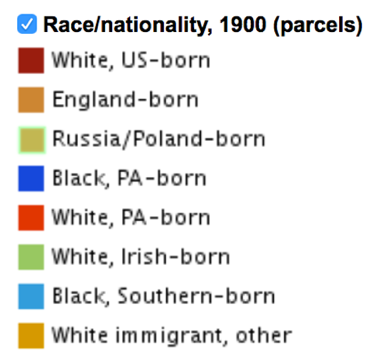 Race/nationality, 1900 (parcels)
White, US-born
England-born
Russia/Poland-born
Black, PA-born
White, PA-born
White, Irish-born
Black, Southern-born
White immigrant, other